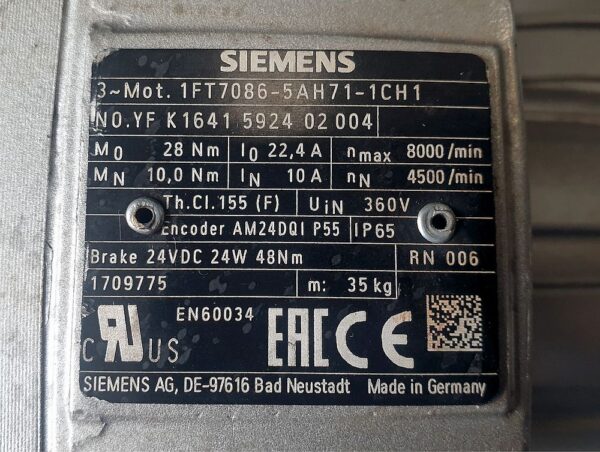 SIEMENS
3~Mot. 1FT7086-5AH71-1CH1
NO.YF K1641 5924 02 004
M0 28 Nm I0 22,4 A nmax 8000/min
MN 10,0 Nm IN 10 A nN 4500/min
Th.Cl.155 (F) UIN 360V
Encoder AM24DQI P55 IP65
Brake 24VDC 24W 48Nm RN 006
1709775 m: 35 kg
EN60034
C RU US EAC CE
SIEMENS AG, DE-97616 Bad Neustadt Made in Germany